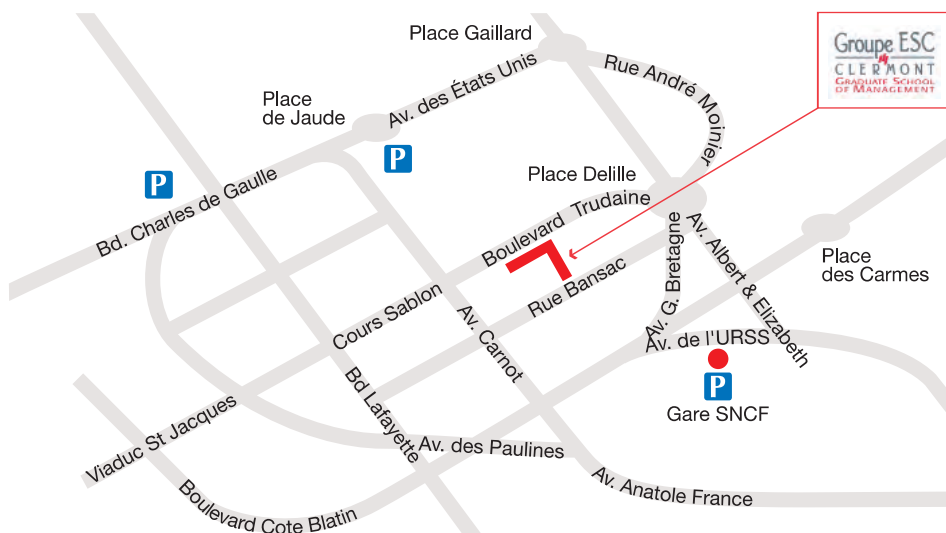 Place Gaillard
Groupe ESC
CLERMONT
GRADUATE SCHOOL
OF MANAGEMENT
Av. des États Unis
Rue André Moinier
Place
de Jaude
P
P
Place Delille
Bd. Charles de Gaulle
Boulevard Trudaine
Av. Albert & Elizabeth
Av. G. Bretagne
Place
des Carmes
Rue Bansac
Cours Sablon
Av. Carnot
Av. de l'URSS
P
Gare SNCF
Bd Lafayette
Viaduc St Jacques
Av. des Paulines
Av. Anatole France
Boulevard Cote Blatin